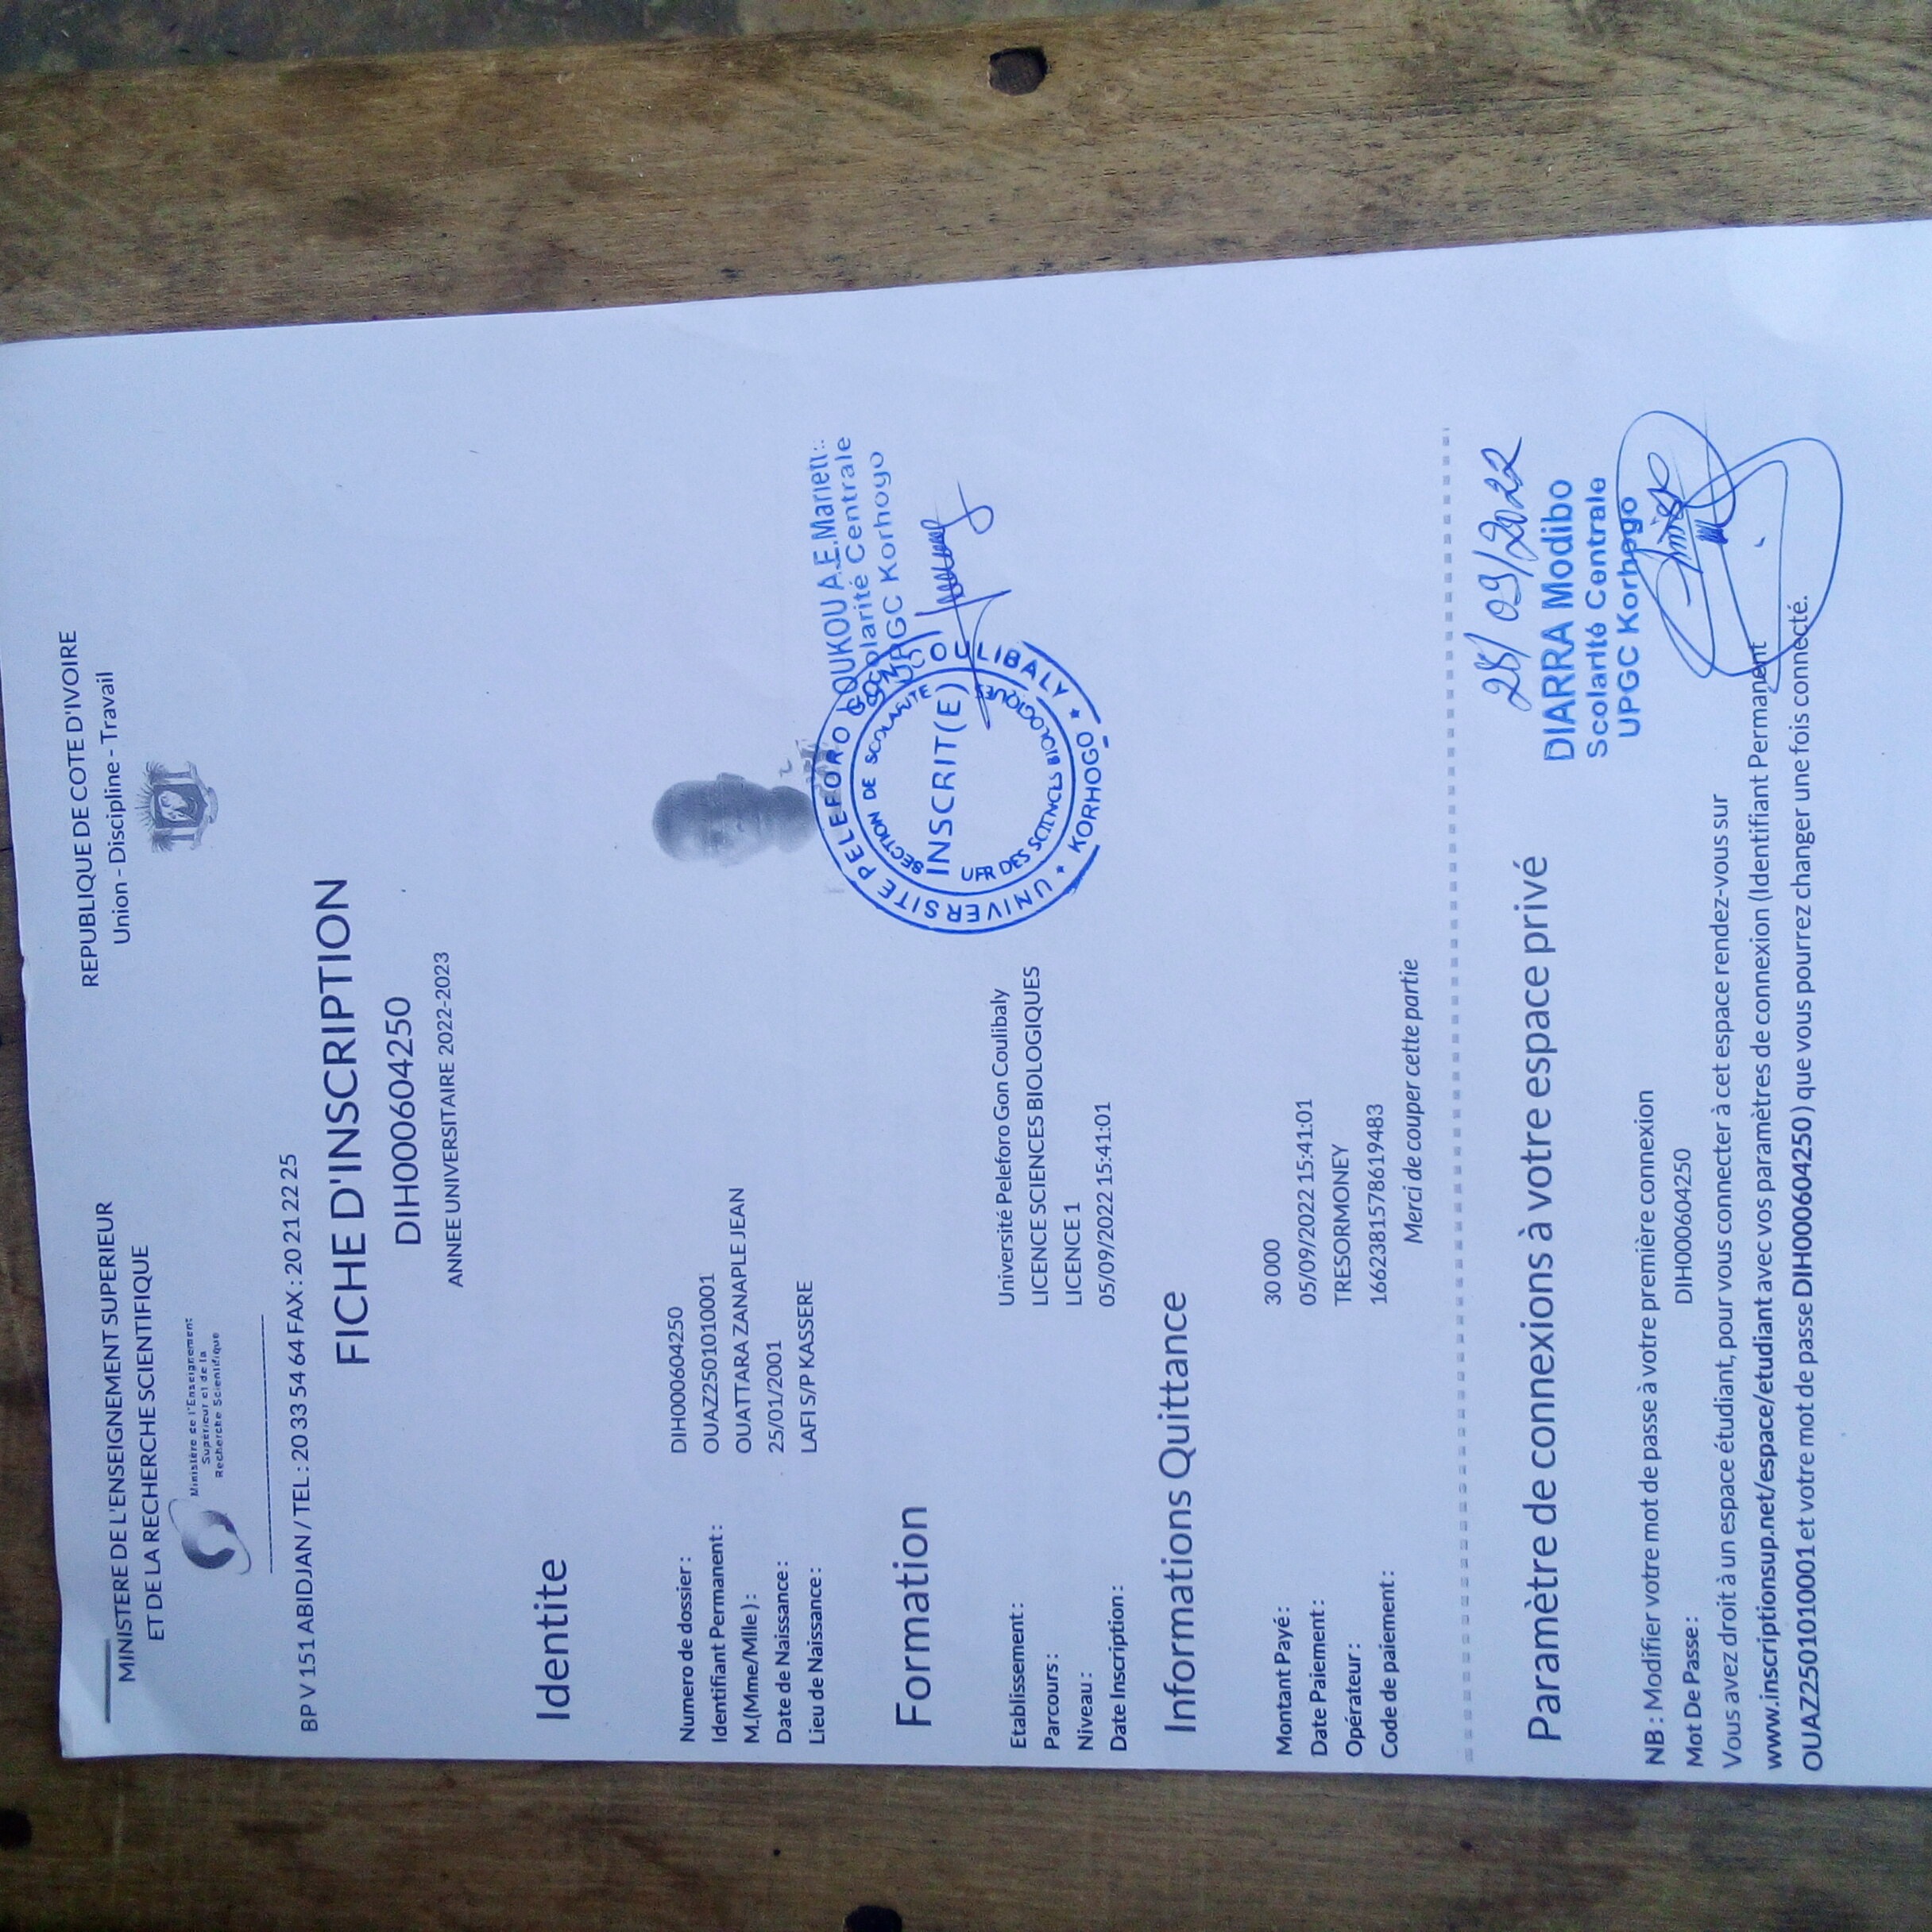 MINISTERE DE L'ENSEIGNEMENT SUPERIEUR
ET DE LA RECHERCHE SCIENTIFIQUE
REPUBLIQUE DE COTE D'IVOIRE
Union - Discipline - Travail
Ministère de l'Enseignement
Supérieur et de la
Recherche Scientifique
BP V 151 ABIDJAN / TEL : 20 33 54 64 FAX : 20 21 22 25
FICHE D'INSCRIPTION
DIH000604250
ANNEE UNIVERSITAIRE 2022-2023
Identite
Numero de dossier : DIH000604250
Identifiant Permanent : OUAZ2501010001
M.(Mme/Mlle) : OUATTARA ZANAPLE JEAN
Date de Naissance : 25/01/2001
Lieu de Naissance : LAFI S/P KASSERE
A.E.
Scolarité Centrale
UPGC Korhogo
UNIVERSITE PELEFORO GON COULIBALY
SECTION DE SCOLARITE
INSCRIT(E)
UFR DES SCIENCES BIOLOGIQUES
* KORHOGO *
Formation
Etablissement : Université Peleforo Gon Coulibaly
Parcours : LICENCE SCIENCES BIOLOGIQUES
Niveau : LICENCE 1
Date Inscription : 05/09/2022 15:41:01
Informations Quittance
Montant Payé : 30 000
Date Paiement : 05/09/2022 15:41:01
Opérateur : TRESORMONEY
Code de paiement : 1662381578619483
Merci de couper cette partie
Paramètre de connexions à votre espace privé
/09/2022
DIARRA Modibo
Scolarité Centrale
UPGC Korhogo
NB : Modifier votre mot de passe à votre première connexion
Mot De Passe : DIH000604250
Vous avez droit à un espace étudiant, pour vous connecter à cet espace rendez-vous sur
www.inscriptionsup.net/espace/etudiant avec vos paramètres de connexion (Identifiant Permanent
OUAZ2501010001 et votre mot de passe DIH000604250 ) que vous pourrez changer une fois connecté.